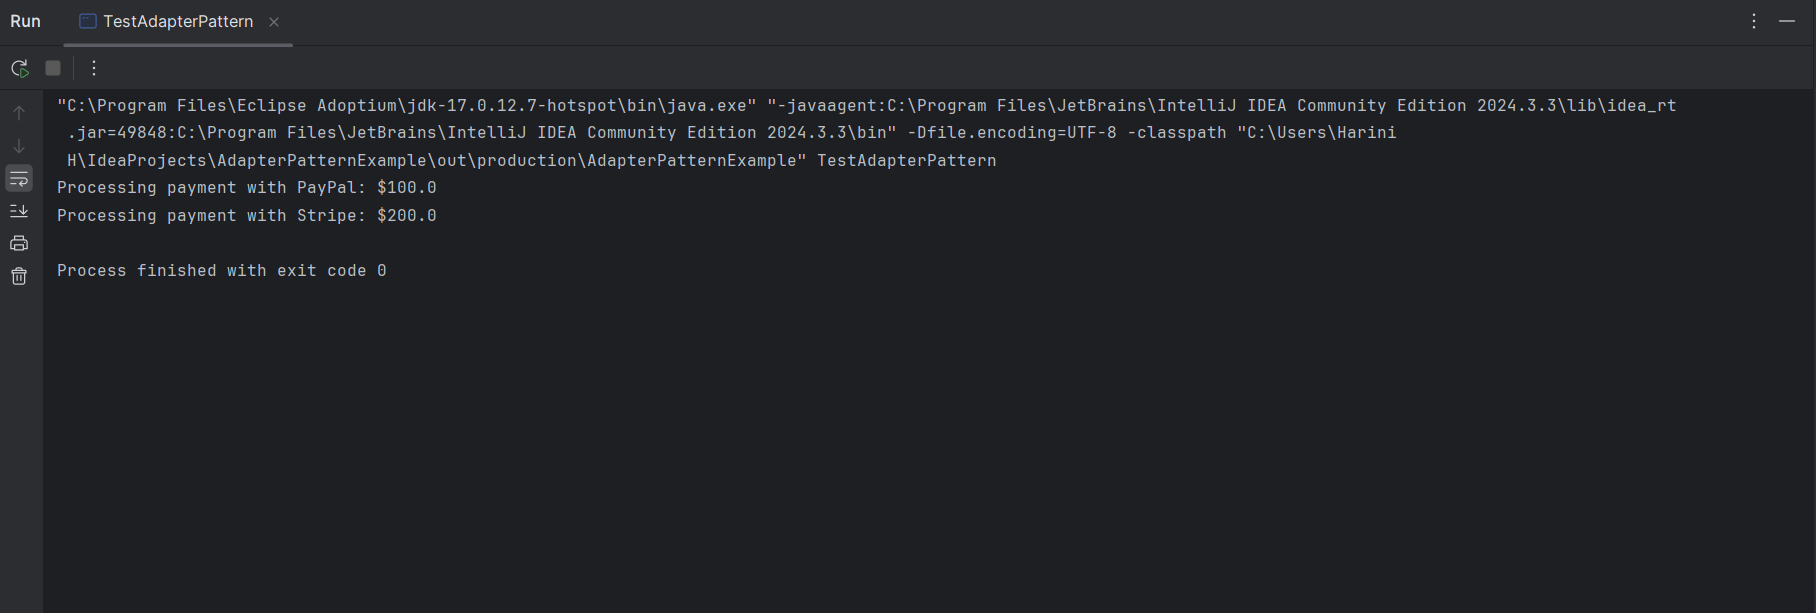 Run
TestAdapterPattern
"C:\Program Files\Eclipse Adoptium\jdk-17.0.12.7-hotspot\bin\java.exe" "-javaagent:C:\Program Files\JetBrains\IntelliJ IDEA Community Edition 2024.3.3\lib\idea_rt
.jar=49848:C:\Program Files\JetBrains\IntelliJ IDEA Community Edition 2024.3.3\bin" -Dfile.encoding=UTF-8 -classpath "C:\Users\Harini
H\IdeaProjects\AdapterPatternExample\out\production\AdapterPatternExample" TestAdapterPattern
Processing payment with PayPal: $100.0
Processing payment with Stripe: $200.0
Process finished with exit code 0